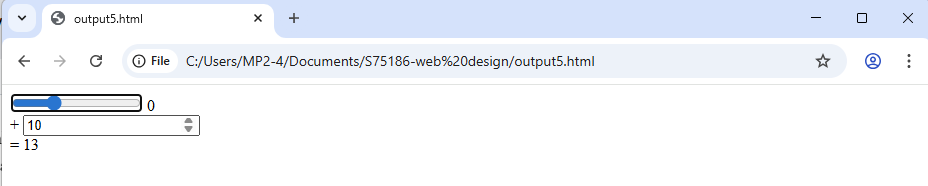 output5.html
File C:/Users/MP2-4/Documents/S75186-web%20design/output5.html
0
+ 10
= 13